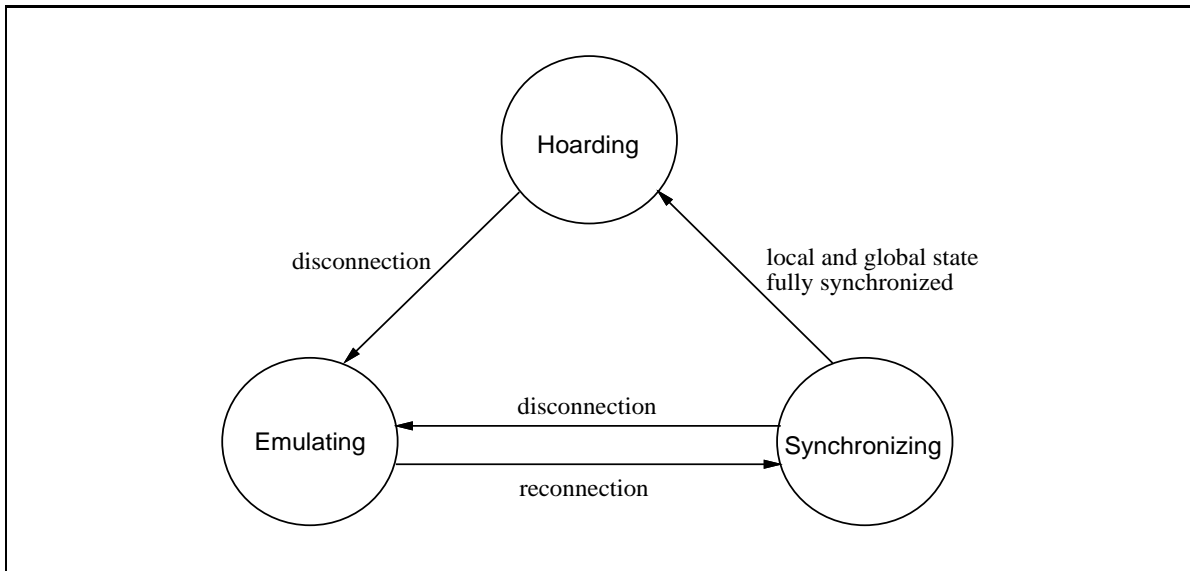 Hoarding
disconnection
local and global state
fully synchronized
disconnection
Emulating
Synchronizing
reconnection